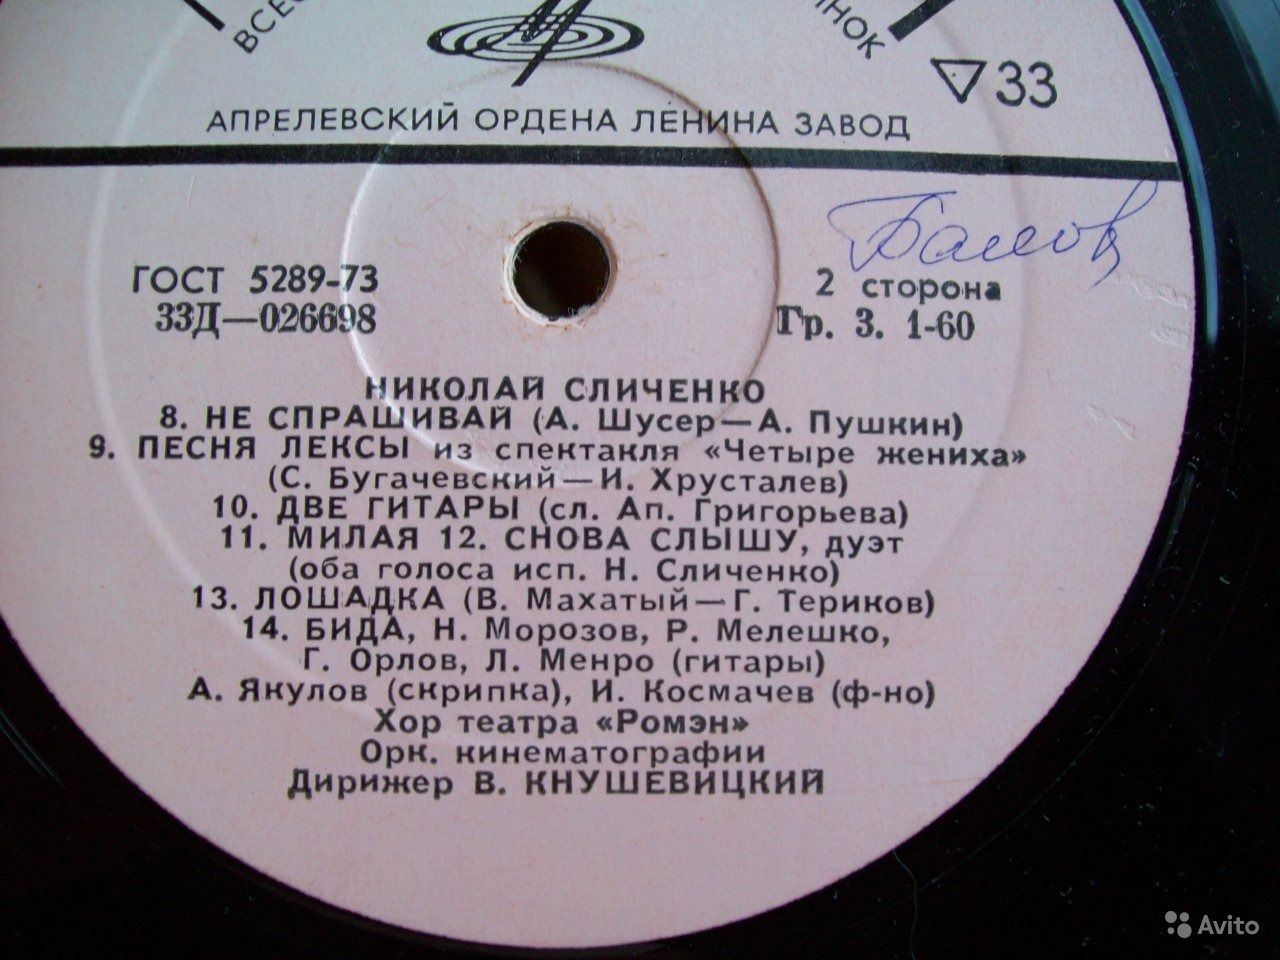 ▽33
АПРЕЛЕВСКИЙ ОРДЕНА ЛЕНИНА ЗАВОД
ГОСТ 5289-73
33Д—026698
2 сторона
Гр. 3. 1-60
НИКОЛАЙ СЛИЧЕНКО
8. НЕ СПРАШИВАЙ (А. Шусер—А. Пушкин)
9. ПЕСНЯ ЛЕКСЫ из спектакля «Четыре жениха»
(С. Бугачевский—И. Хрусталев)
10. ДВЕ ГИТАРЫ (сл. Ап. Григорьева)
11. МИЛАЯ 12. СНОВА СЛЫШУ, дуэт
(оба голоса исп. Н. Сличенко)
13. ЛОШАДКА (В. Махатый—Г. Териков)
14. БИДА, Н. Морозов, Р. Мелешко,
Г. Орлов, Л. Менро (гитары)
А. Якулов (скрипка), И. Космачев (ф-но)
Хор театра «Ромэн»
Орк. кинематографии
Дирижер В. КНУШЕВИЦКИЙ
Avito